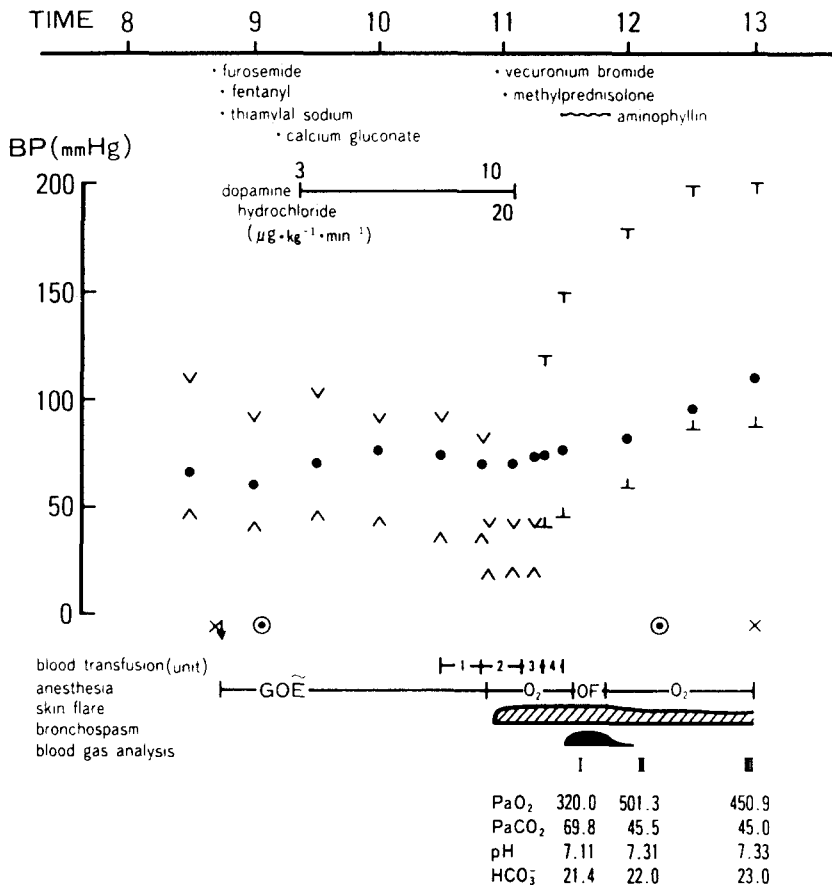 TIME 8 9 10 11 12 13
· furosemide · vecuronium bromide
· fentanyl · methylprednisolone
· thiamylal sodium aminophyllin
· calcium gluconate
BP(mmHg)
3 10
200 dopamine
hydrochloride 20
(μg·kg⁻¹·min⁻¹)
150
100
50
0
blood transfusion(unit) 1 2 3 4
anesthesia GOE O₂ OF O₂
skin flare
bronchospasm
blood gas analysis I II III
PaO₂ 320.0 501.3 450.9
PaCO₂ 69.8 45.5 45.0
pH 7.11 7.31 7.33
HCO₃⁻ 21.4 22.0 23.0